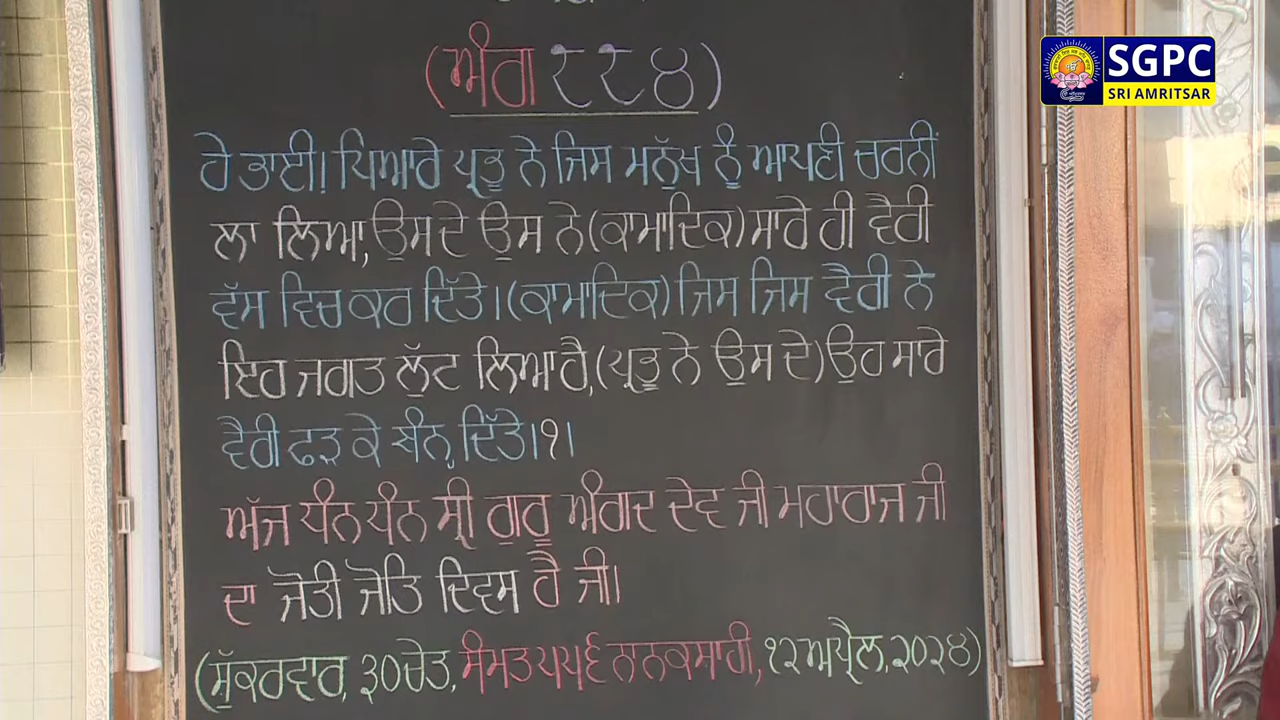 (ਅੰਗ ੮੮੪)
ਹੇ ਭਾਈ! ਪਿਆਰੇ ਪ੍ਰਭੂ ਨੇ ਜਿਸ ਮਨੁੱਖ ਨੂੰ ਆਪਣੀ ਚਰਨੀਂ
ਲਾ ਲਿਆ, ਉਸ ਦੇ ਉਸ ਨੇ (ਕਾਮਾਦਿਕ) ਸਾਰੇ ਹੀ ਵੈਰੀ
ਵੱਸ ਵਿਚ ਕਰ ਦਿੱਤੇ।(ਕਾਮਾਦਿਕ) ਜਿਸ ਜਿਸ ਵੈਰੀ ਨੇ
ਇਹ ਜਗਤ ਲੁੱਟ ਲਿਆ ਹੈ,(ਪ੍ਰਭੂ ਨੇ ਉਸ ਦੇ) ਉਹ ਸਾਰੇ
ਵੈਰੀ ਫੜ ਕੇ ਬੰਨ੍ਹ ਦਿੱਤੇ।੧।
ਅੱਜ ਧੰਨ ਧੰਨ ਸ੍ਰੀ ਗੁਰੂ ਅੰਗਦ ਦੇਵ ਜੀ ਮਹਾਰਾਜ ਜੀ
ਦਾ ਜੋਤੀ ਜੋਤਿ ਦਿਵਸ ਹੈ ਜੀ।
(ਸ਼ੁੱਕਰਵਾਰ, ੩੦ ਚੇਤ, ਸੰਮਤ ੫੫੬ ਨਾਨਕਸ਼ਾਹੀ, ੧੨ ਅਪ੍ਰੈਲ, ੨੦੨੪)
SGPC
SRI AMRITSAR